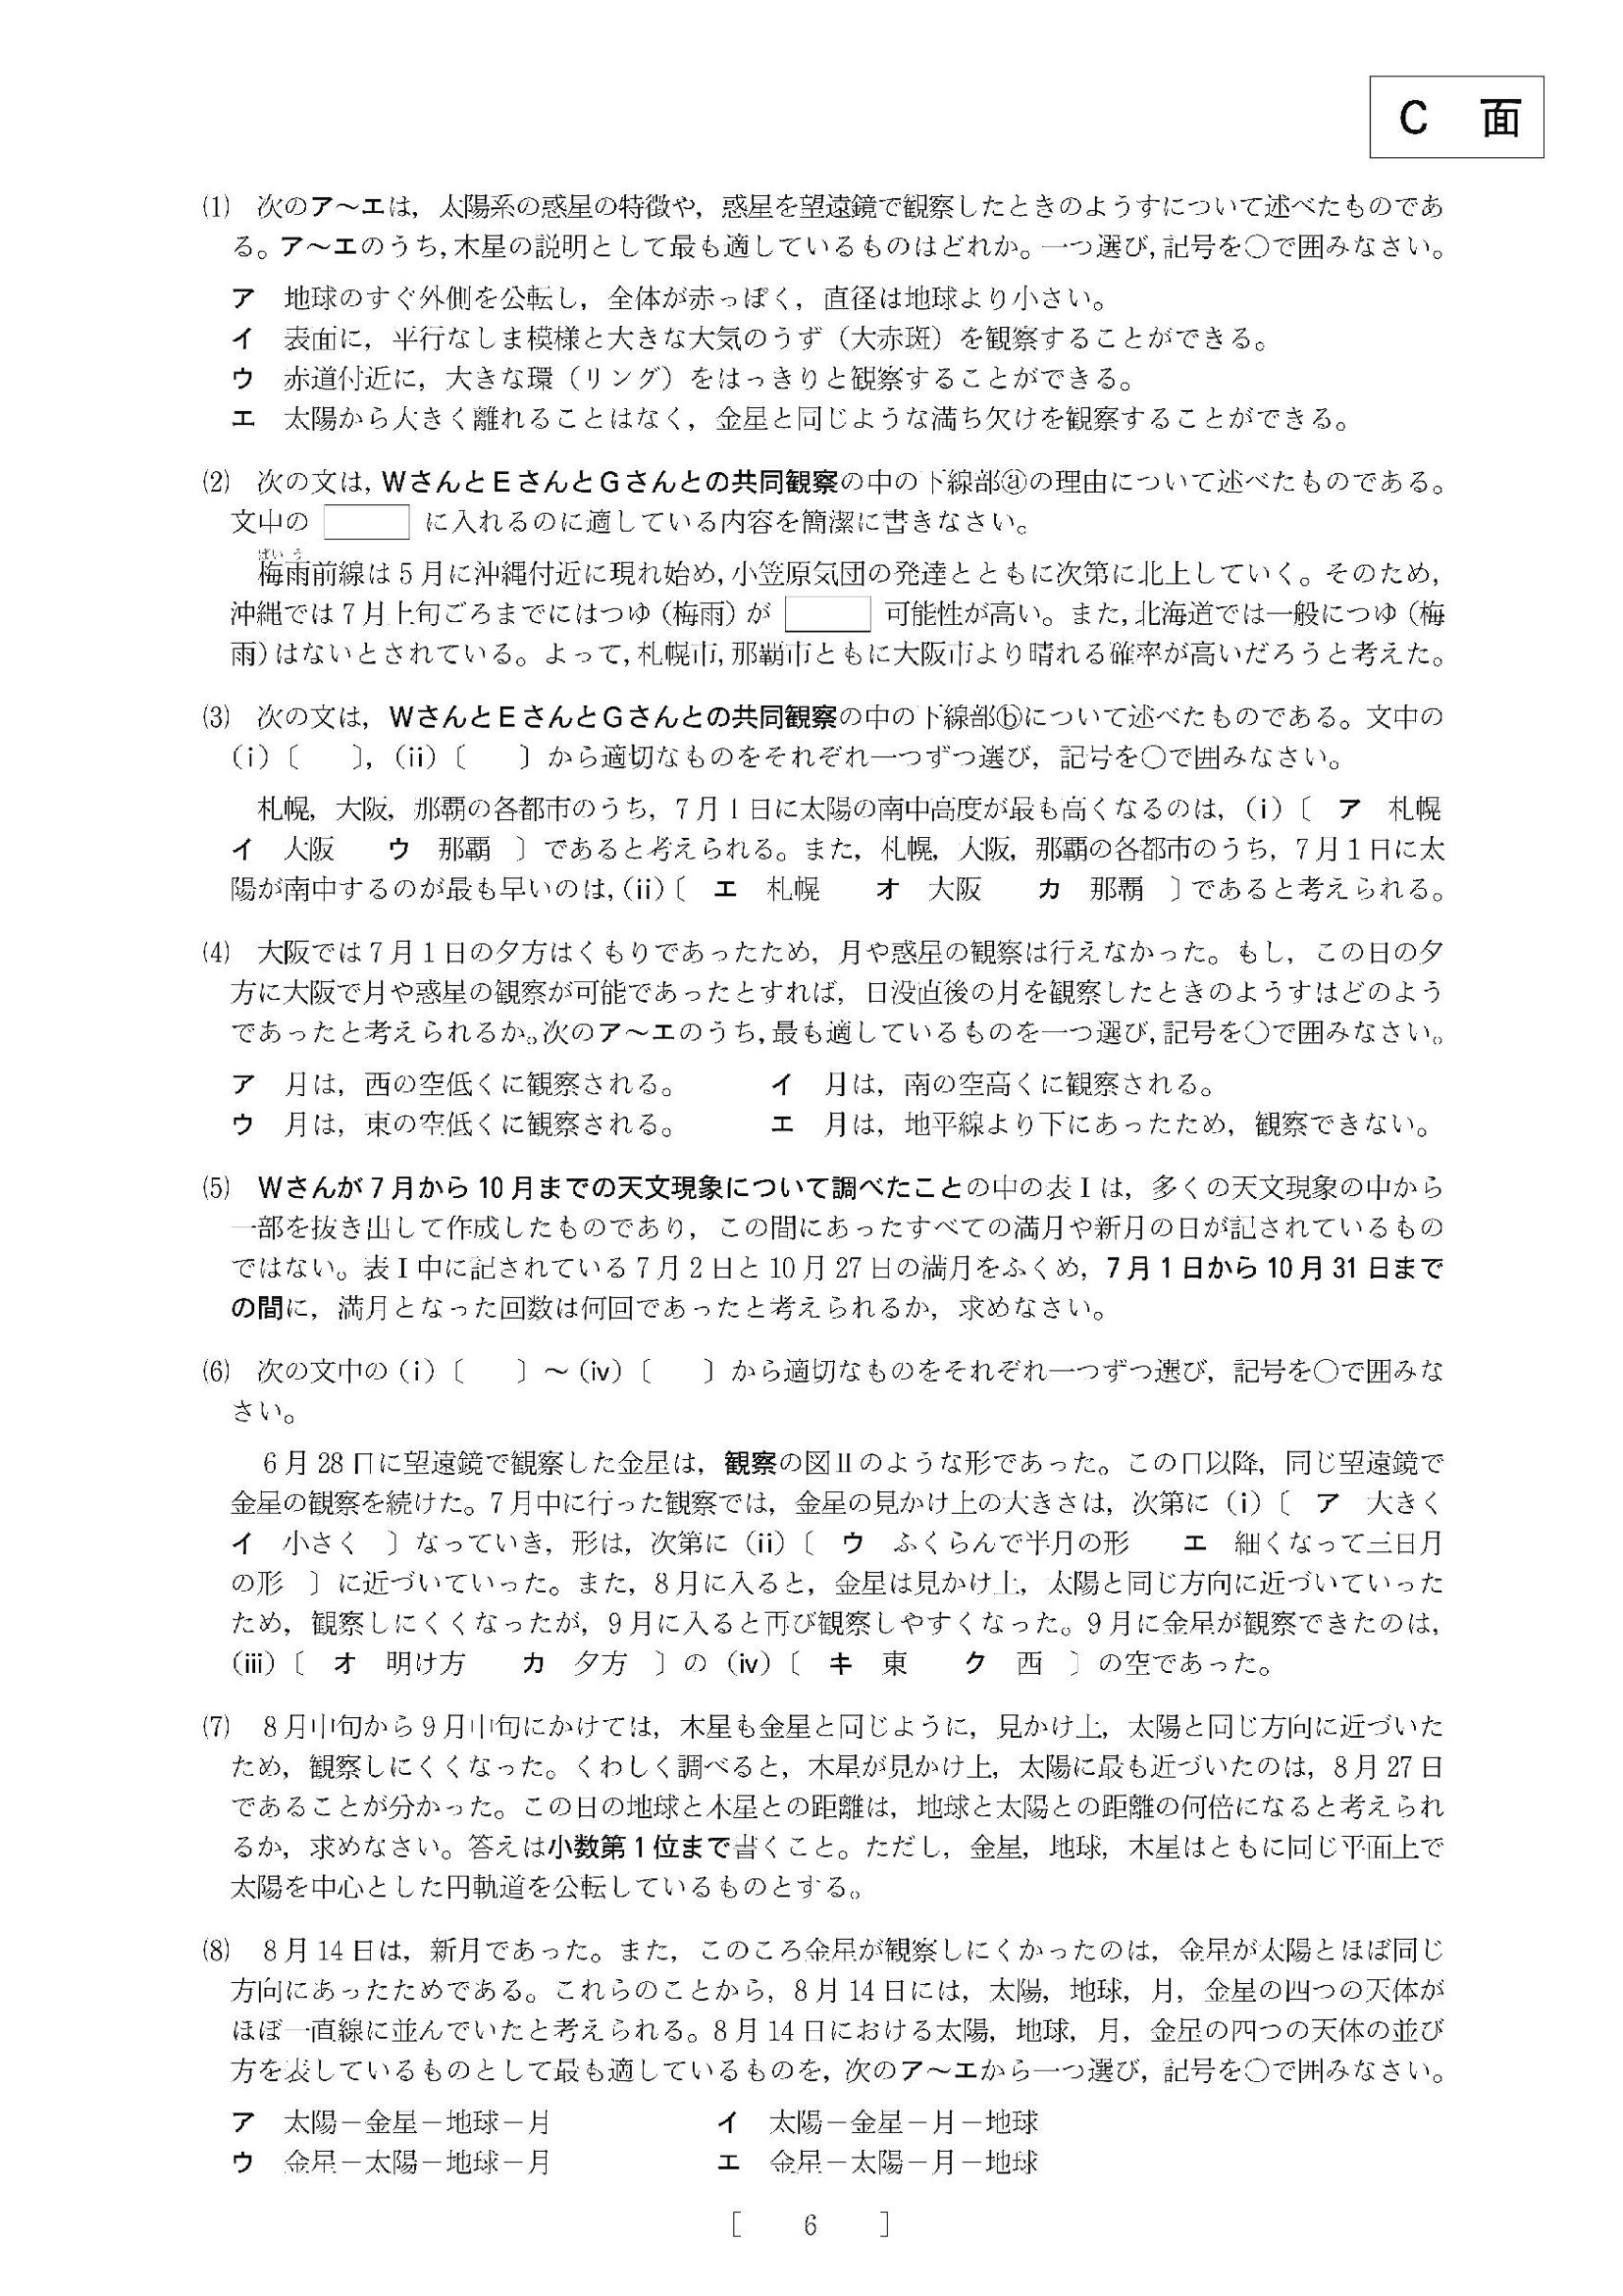 C 面
(1) 次のア～エは，太陽系の惑星の特徴や，惑星を望遠鏡で観察したときのようすについて述べたものであ
る。ア～エのうち，木星の説明として最も適しているものはどれか。一つ選び，記号を○で囲みなさい。
ア 地球のすぐ外側を公転し，全体が赤っぽく，直径は地球より小さい。
イ 表面に，平行なしま模様と大きな大気のうず（大赤斑）を観察することができる。
ウ 赤道付近に，大きな環（リング）をはっきりと観察することができる。
エ 太陽から大きく離れることはなく，金星と同じような満ち欠けを観察することができる。
(2) 次の文は，WさんとEさんとGさんとの共同観察の中の下線部ⓐの理由について述べたものである。
文中の に入れるのに適している内容を簡潔に書きなさい。
ばいう
梅雨前線は5月に沖縄付近に現れ始め，小笠原気団の発達とともに次第に北上していく。そのため，
沖縄では7月上旬ごろまでにはつゆ（梅雨）が 可能性が高い。また，北海道では一般につゆ（梅
雨）はないとされている。よって，札幌市，那覇市ともに大阪市より晴れる確率が高いだろうと考えた。
(3) 次の文は，WさんとEさんとGさんとの共同観察の中の下線部ⓑについて述べたものである。文中の
(ⅰ)〔 〕，(ⅱ)〔 〕から適切なものをそれぞれ一つずつ選び，記号を○で囲みなさい。
札幌，大阪，那覇の各都市のうち，7月1日に太陽の南中高度が最も高くなるのは，(ⅰ)〔 ア 札幌
イ 大阪 ウ 那覇 〕であると考えられる。また，札幌，大阪，那覇の各都市のうち，7月1日に太
陽が南中するのが最も早いのは，(ⅱ)〔 エ 札幌 オ 大阪 カ 那覇 〕であると考えられる。
(4) 大阪では7月1日の夕方はくもりであったため，月や惑星の観察は行えなかった。もし，この日の夕
方に大阪で月や惑星の観察が可能であったとすれば，日没直後の月を観察したときのようすはどのよう
であったと考えられるか。次のア～エのうち，最も適しているものを一つ選び，記号を○で囲みなさい。
ア 月は，西の空低くに観察される。 イ 月は，南の空高くに観察される。
ウ 月は，東の空低くに観察される。 エ 月は，地平線より下にあったため，観察できない。
(5) Wさんが7月から10月までの天文現象について調べたことの中の表Ⅰは，多くの天文現象の中から
一部を抜き出して作成したものであり，この間にあったすべての満月や新月の日が記されているもの
ではない。表Ⅰ中に記されている7月2日と10月27日の満月をふくめ，7月1日から10月31日まで
の間に，満月となった回数は何回であったと考えられるか，求めなさい。
(6) 次の文中の(ⅰ)〔 〕～(ⅳ)〔 〕から適切なものをそれぞれ一つずつ選び，記号を○で囲みな
さい。
6月28日に望遠鏡で観察した金星は，観察の図Ⅱのような形であった。この日以降，同じ望遠鏡で
金星の観察を続けた。7月中に行った観察では，金星の見かけ上の大きさは，次第に(ⅰ)〔 ア 大きく
イ 小さく 〕なっていき，形は，次第に(ⅱ)〔 ウ ふくらんで半月の形 エ 細くなって三日月
の形 〕に近づいていった。また，8月に入ると，金星は見かけ上，太陽と同じ方向に近づいていった
ため，観察しにくくなったが，9月に入ると再び観察しやすくなった。9月に金星が観察できたのは，
(ⅲ)〔 オ 明け方 カ 夕方 〕の(ⅳ)〔 キ 東 ク 西 〕の空であった。
(7) 8月中旬から9月中旬にかけては，木星も金星と同じように，見かけ上，太陽と同じ方向に近づいた
ため，観察しにくくなった。くわしく調べると，木星が見かけ上，太陽に最も近づいたのは，8月27日
であることが分かった。この日の地球と木星との距離は，地球と太陽との距離の何倍になると考えられ
るか，求めなさい。答えは小数第1位まで書くこと。ただし，金星，地球，木星はともに同じ平面上で
太陽を中心とした円軌道を公転しているものとする。
(8) 8月14日は，新月であった。また，このころ金星が観察しにくかったのは，金星が太陽とほぼ同じ
方向にあったためである。これらのことから，8月14日には，太陽，地球，月，金星の四つの天体が
ほぼ一直線に並んでいたと考えられる。8月14日における太陽，地球，月，金星の四つの天体の並び
方を表しているものとして最も適しているものを，次のア～エから一つ選び，記号を○で囲みなさい。
ア 太陽－金星－地球－月 イ 太陽－金星－月－地球
ウ 金星－太陽－地球－月 エ 金星－太陽－月－地球
［ 6 ］